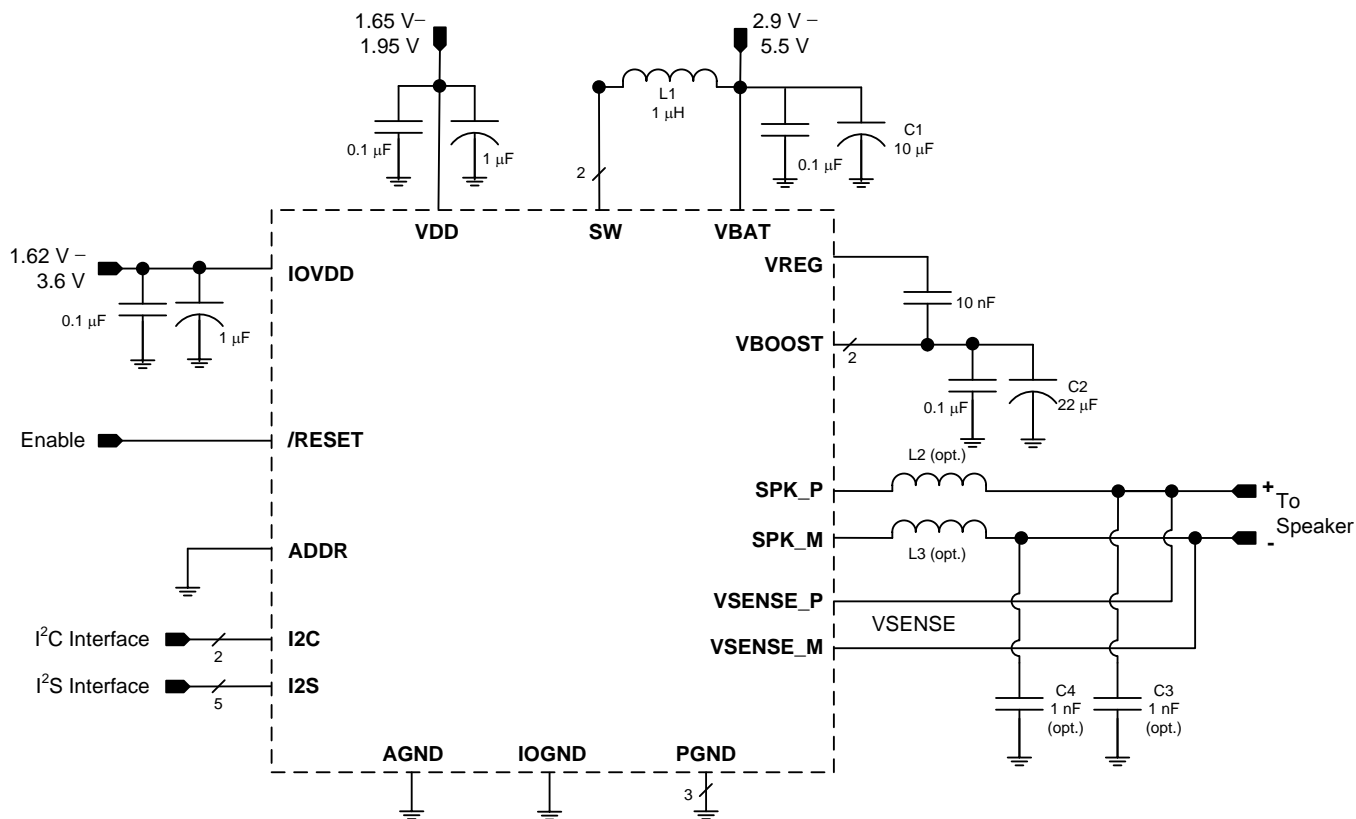 1.65 V–
1.95 V
2.9 V –
5.5 V
L1
1 μH
0.1 μF
1 μF
2
0.1 μF
C1
10 μF
VDD
SW
VBAT
1.62 V –
3.6 V
IOVDD
VREG
0.1 μF
1 μF
10 nF
VBOOST
2
0.1 μF
C2
22 μF
Enable
/RESET
L2 (opt.)
SPK_P
+
To
Speaker
-
SPK_M
L3 (opt.)
ADDR
VSENSE_P
VSENSE
VSENSE_M
I²C Interface
2
I2C
I²S Interface
5
I2S
C4
1 nF
(opt.)
C3
1 nF
(opt.)
AGND
IOGND
PGND
3